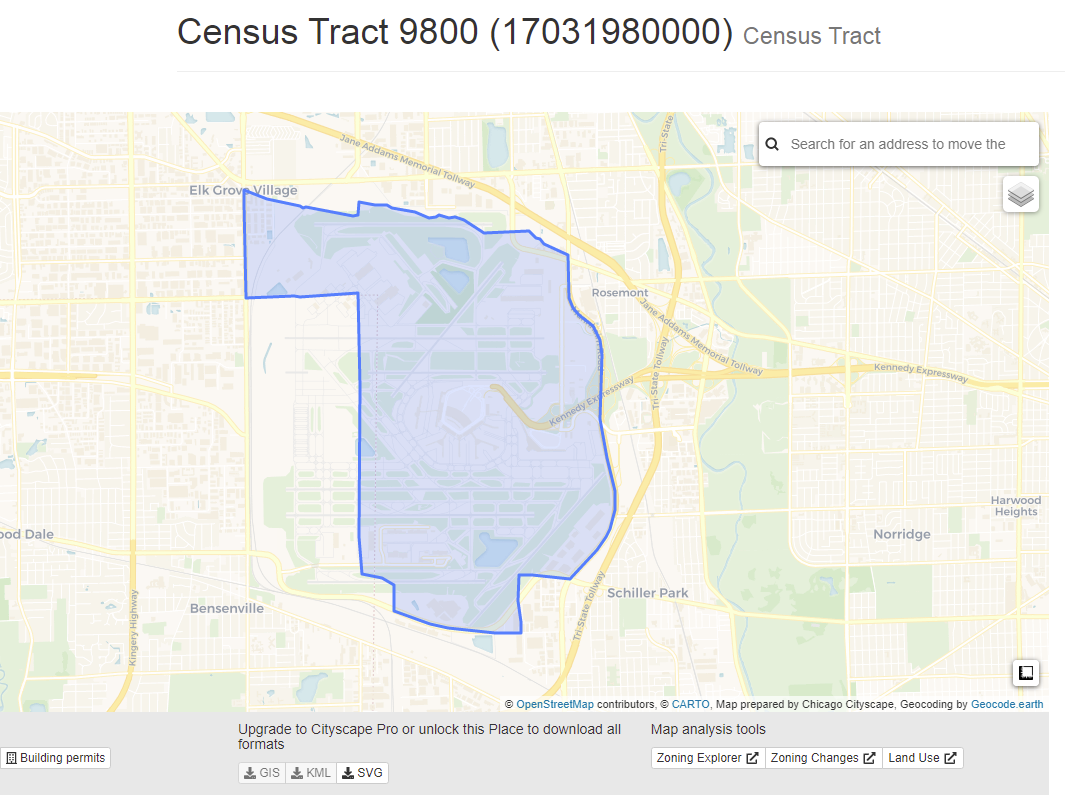 Census Tract 9800 (17031980000) Census Tract
Jane Addams Memorial Tollway
Tri-State
Search for an address to move the
Elk Grove Village
Rosemont
Jane Addams Memorial Tollway
Tri-State Tollway
Kennedy Expressway
Kennedy Expressway
Harwood
Heights
ood Dale
Norridge
Kingery Highway
Bensenville
Tri-State Tollway
Schiller Park
© OpenStreetMap contributors, © CARTO, Map prepared by Chicago Cityscape, Geocoding by Geocode.earth
Building permits
Upgrade to Cityscape Pro or unlock this Place to download all
formats
GIS KML SVG
Map analysis tools
Zoning Explorer Zoning Changes Land Use